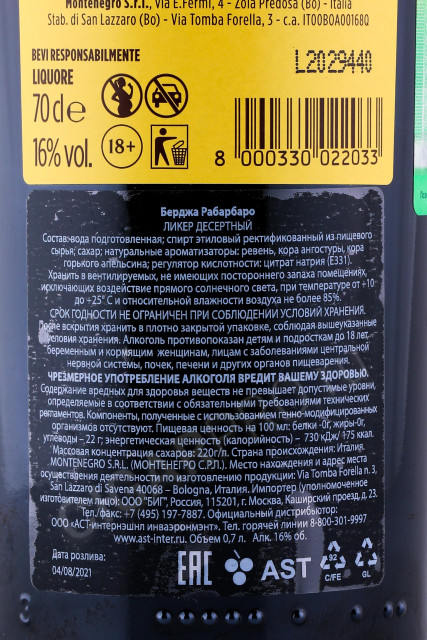 Montenegro S.r.l., Via E.Fermi, 4 - Zola Predosa (Bo) - Italia
Stab. di San Lazzaro (Bo) - Via Tomba Forella, 3 - c.a. IT00BOA00168Q
BEVI RESPONSABILMENTE
LIQUORE
70 cl e
16% vol.
18+
L2029440
8 000330 022033
Берджа Рабарбаро
ЛИКЕР ДЕСЕРТНЫЙ
Состав:вода подготовленная; спирт этиловый ректификованный из пищевого
сырья; сахар; натуральные ароматизаторы: ревень, кора ангостуры, кора
горького апельсина; регулятор кислотности: цитрат натрия (Е331).
Хранить в вентилируемых, не имеющих постороннего запаха помещениях,
исключающих воздействие прямого солнечного света, при температуре от +10
до +25° С и относительной влажности воздуха не более 85%.
СРОК ГОДНОСТИ НЕ ОГРАНИЧЕН ПРИ СОБЛЮДЕНИИ УСЛОВИЙ ХРАНЕНИЯ.
После вскрытия хранить в плотно закрытой упаковке, соблюдая вышеуказанные
условия хранения. Алкоголь противопоказан детям и подросткам до 18 лет,
беременным и кормящим женщинам, лицам с заболеваниями центральной
нервной системы, почек, печени и других органов пищеварения.
ЧРЕЗМЕРНОЕ УПОТРЕБЛЕНИЕ АЛКОГОЛЯ ВРЕДИТ ВАШЕМУ ЗДОРОВЬЮ.
Содержание вредных для здоровья веществ не превышает допустимые уровни,
определяемые в соответствии с обязательными требованиями технических
регламентов. Компоненты, полученные с использованием генно-модифицированных
организмов отсутствуют. Пищевая ценность на 100 мл: белки -0г, жиры-0г,
углеводы – 22 г; энергетическая ценность (калорийность) – 730 кДж/ 175 ккал.
Массовая концентрация сахаров: 220г/л. Страна происхождения: Италия.
MONTENEGRO S.R.L. (МОНТЕНЕГРО С.Р.Л.). Место нахождения и адрес места
осуществления деятельности по изготовлению продукции: Via Tomba Forella n. 3,
San Lazzaro di Savena 40068 – Bologna, Италия. Импортер (уполномоченное
изготовителем лицо): ООО "БИГ", Россия, 115201, г. Москва, Каширский проезд, д. 23.
Тел./факс: +7 (495) 197-7887. Официальный дистрибьютор:
ООО «АСТ-интернэшнл инваэронмэнт». Тел. горячей линии 8-800-301-9997
www.ast-inter.ru. Объем 0,7 л. Алк. 16% об.
Дата розлива:
04/08/2021
EAC
AST
92
C/FE
GL